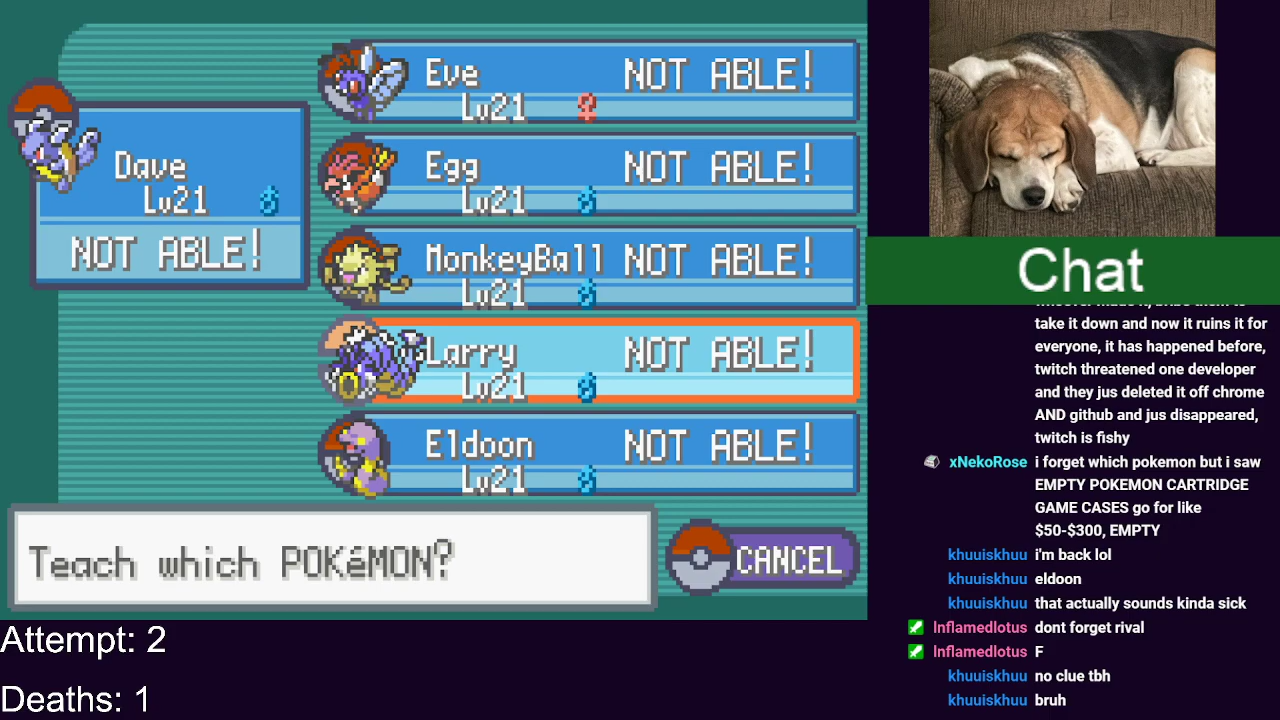 Dave
Lv21 ♂
NOT ABLE!
Eve NOT ABLE!
Lv21 ♀
Egg NOT ABLE!
Lv21 ♂
MonkeyBall NOT ABLE!
Lv21 ♂
Larry NOT ABLE!
Lv21 ♂
Eldoon NOT ABLE!
Lv21 ♂
Teach which POKéMON?
CANCEL
Attempt: 2
Deaths: 1
Chat
take it down and now it ruins it for
everyone, it has happened before,
twitch threatened one developer
and they jus deleted it off chrome
AND github and jus disappeared,
twitch is fishy
xNekoRose i forget which pokemon but i saw
EMPTY POKEMON CARTRIDGE
GAME CASES go for like
$50-$300, EMPTY
khuuiskhuu i'm back lol
khuuiskhuu eldoon
khuuiskhuu that actually sounds kinda sick
Inflamedlotus dont forget rival
Inflamedlotus F
khuuiskhuu no clue tbh
khuuiskhuu bruh